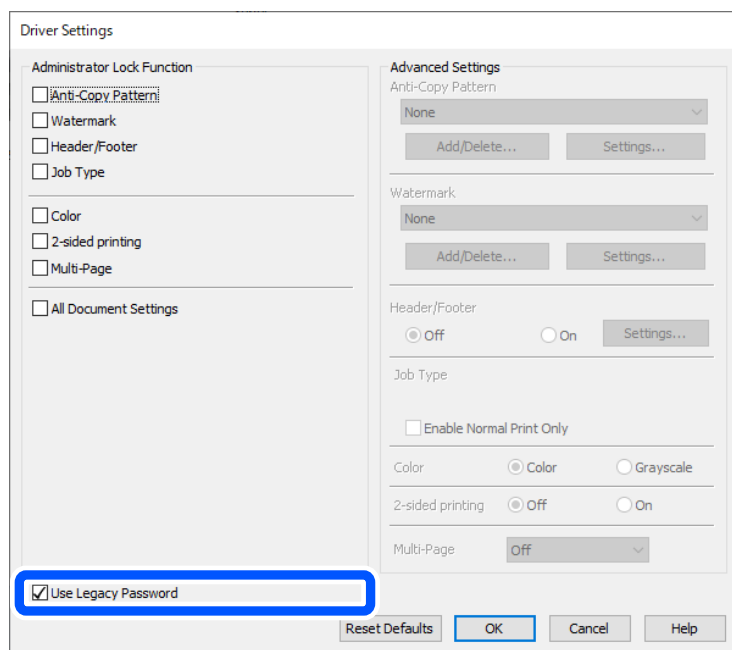 Driver Settings
Administrator Lock Function
Anti-Copy Pattern
Watermark
Header/Footer
Job Type
Color
2-sided printing
Multi-Page
All Document Settings
Use Legacy Password
Advanced Settings
Anti-Copy Pattern
None
Add/Delete... Settings...
Watermark
None
Add/Delete... Settings...
Header/Footer
Off On Settings...
Job Type
Enable Normal Print Only
Color Color Grayscale
2-sided printing Off On
Multi-Page Off
Reset Defaults OK Cancel Help